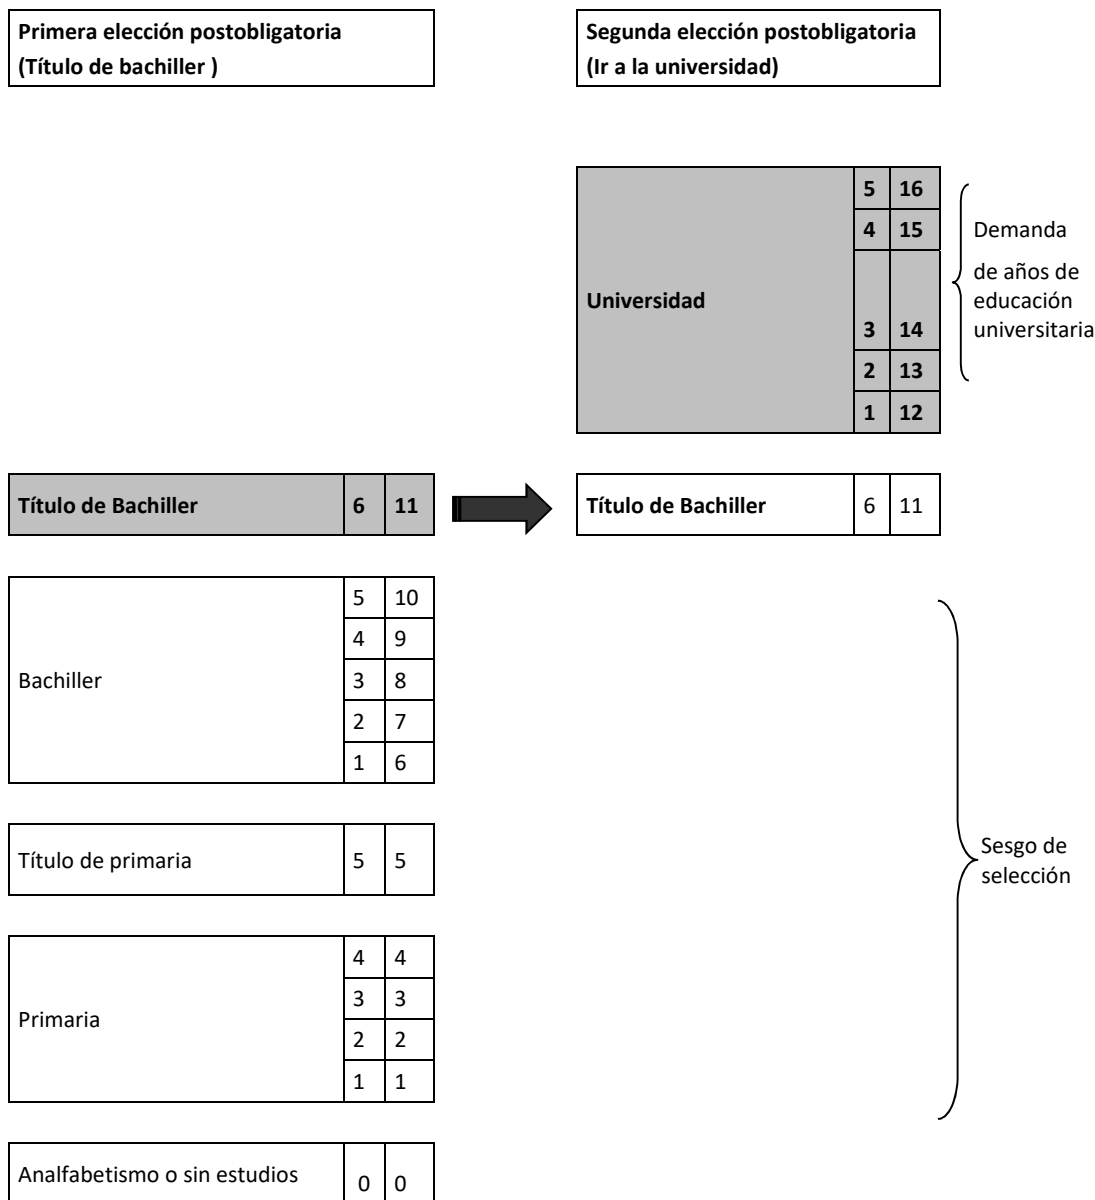 Primera elección postobligatoria
(Título de bachiller )
Segunda elección postobligatoria
(Ir a la universidad)
Universidad
5 16
4 15
3 14
2 13
1 12
Demanda
de años de
educación
universitaria
Título de Bachiller 6 11
Título de Bachiller 6 11
Bachiller
5 10
4 9
3 8
2 7
1 6
Título de primaria 5 5
Sesgo de
selección
Primaria
4 4
3 3
2 2
1 1
Analfabetismo o sin estudios 0 0